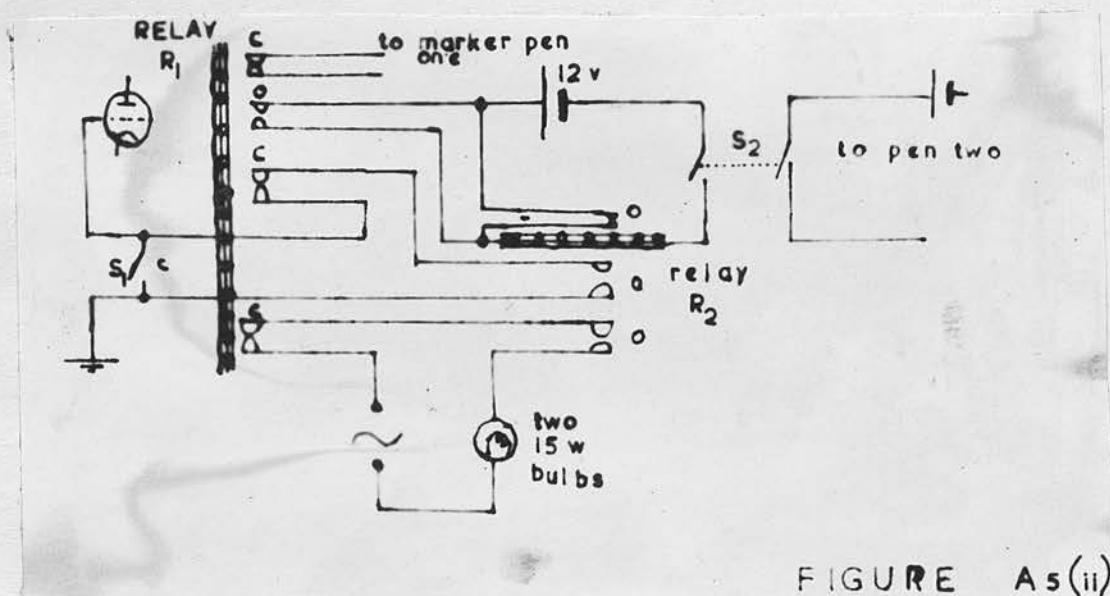 RELAY
R1
C
to marker pen
one
12 v
O
C
S2
to pen two
O
S1
C
relay
R2
O
C
O
two
15 w
bulbs
FIGURE A5(ii)